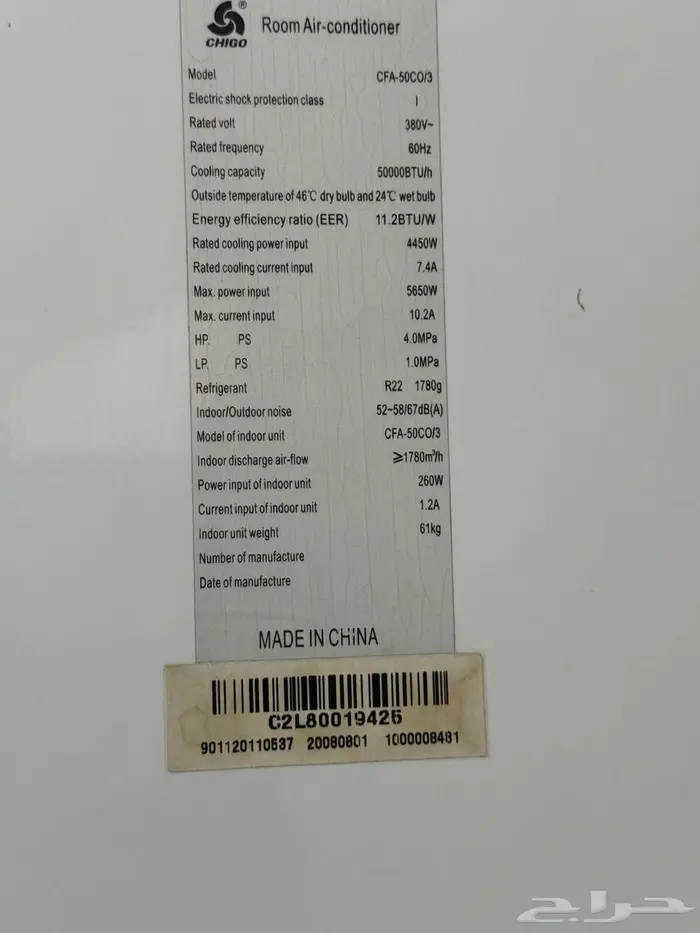 CHIGO ® Room Air-conditioner
Model CFA-50CO/3
Electric shock protection class I
Rated volt 380V~
Rated frequency 60Hz
Cooling capacity 50000BTU/h
Outside temperature of 46℃ dry bulb and 24℃ wet bulb
Energy efficiency ratio (EER) 11.2BTU/W
Rated cooling power input 4450W
Rated cooling current input 7.4A
Max. power input 5650W
Max. current input 10.2A
HP. PS 4.0MPa
LP. PS 1.0MPa
Refrigerant R22 1780g
Indoor/Outdoor noise 52~58/67dB(A)
Model of indoor unit CFA-50CO/3
Indoor discharge air-flow ≥1780m³/h
Power input of indoor unit 260W
Current input of indoor unit 1.2A
Indoor unit weight 61kg
Number of manufacture
Date of manufacture
MADE IN CHINA
C2L80019425
901120110537 20080801 1000008481
حراج